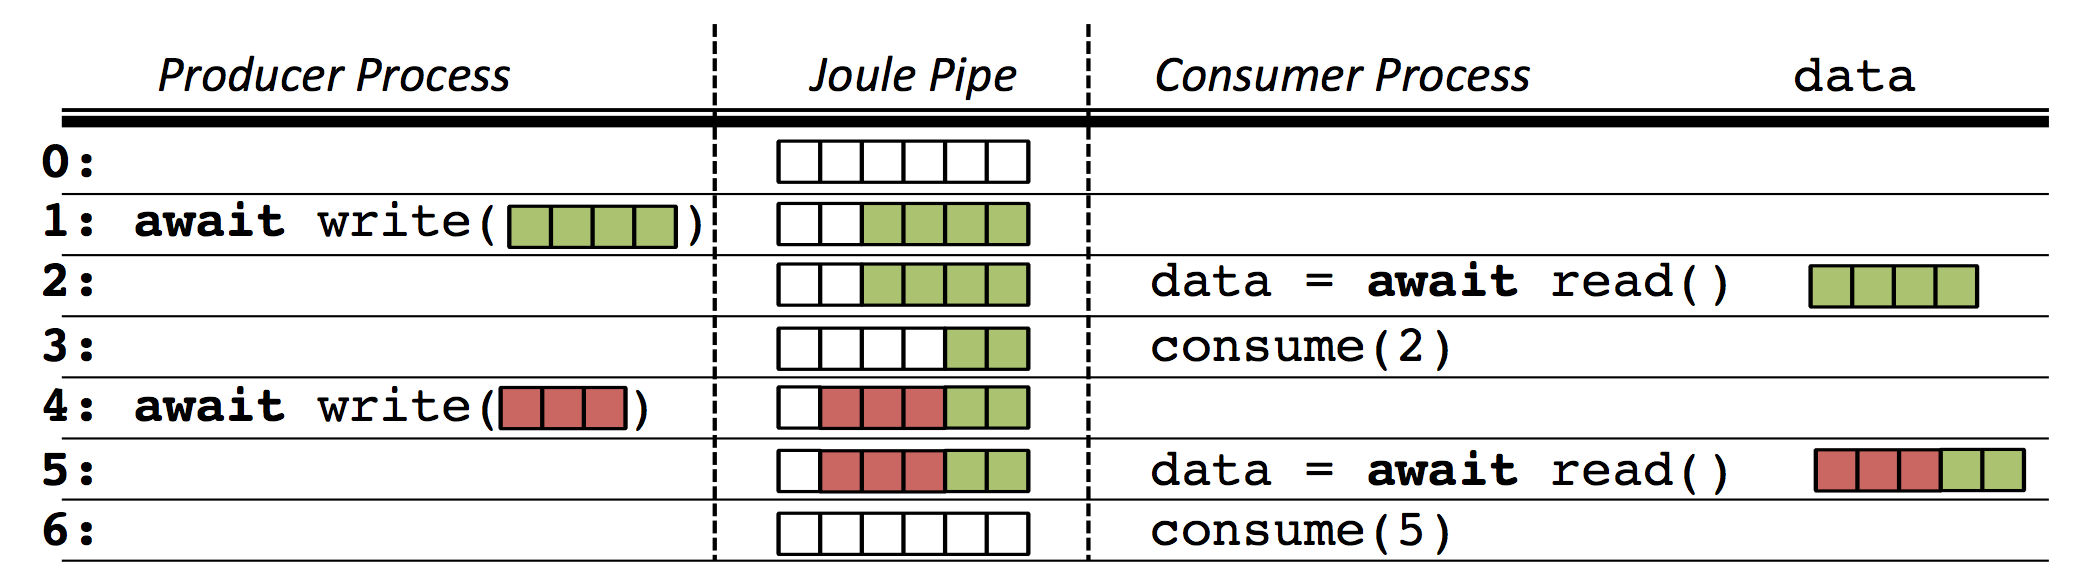 Producer Process Joule Pipe Consumer Process data
0:
1: await write( )
2: data = await read()
3: consume(2)
4: await write( )
5: data = await read()
6: consume(5)